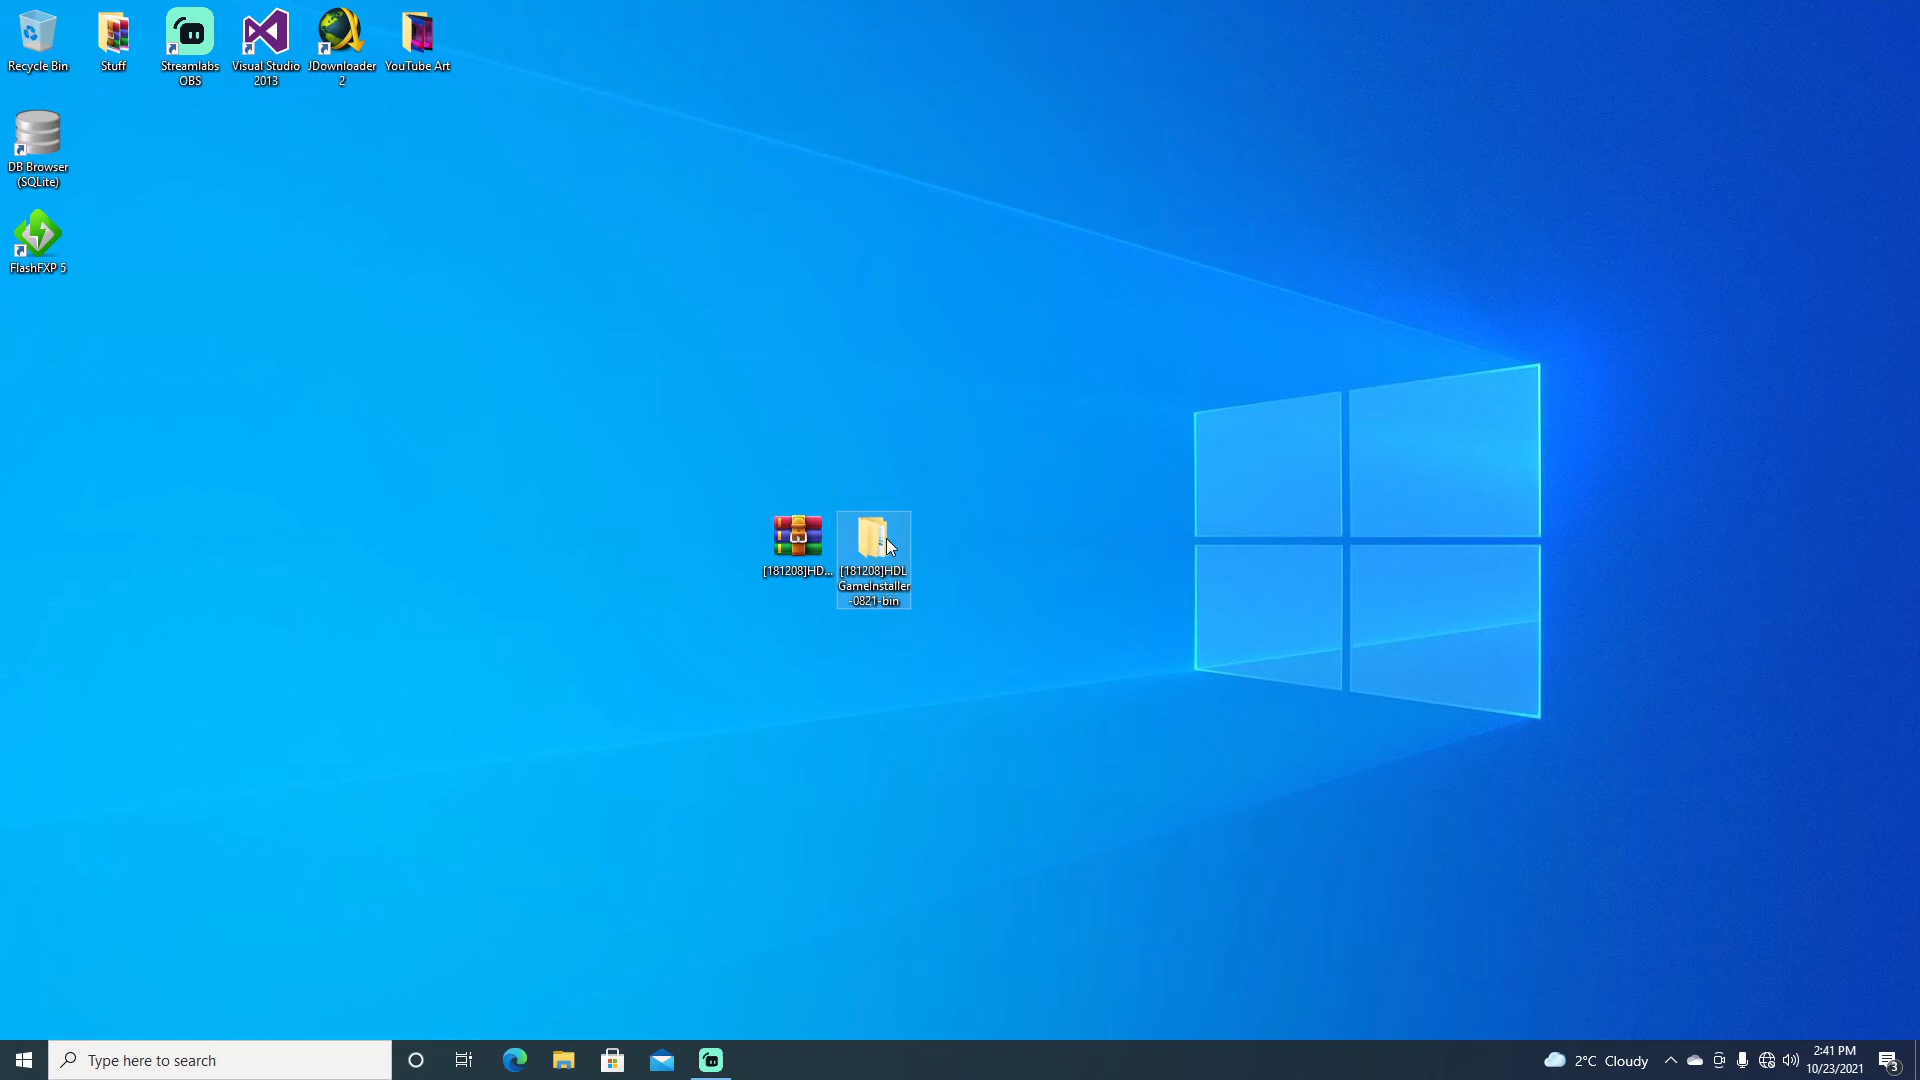 Recycle Bin
Stuff
Streamlabs
OBS
Visual Studio
2013
JDownloader
2
YouTube Art
DB Browser
(SQLite)
FlashFXP 5
[181208]HD...
[181208]HDL
GameInstaller
-0821-bin
Type here to search
2°C Cloudy
2:41 PM
10/23/2021
3